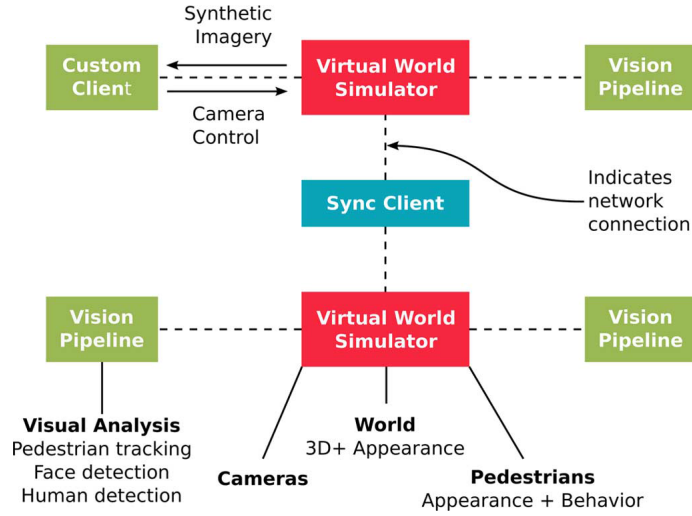 Synthetic
Imagery
Custom
Client
Virtual World
Simulator
Vision
Pipeline
Camera
Control
Indicates
network
connection
Sync Client
Vision
Pipeline
Virtual World
Simulator
Vision
Pipeline
Visual Analysis
Pedestrian tracking
Face detection
Human detection
World
3D+ Appearance
Cameras
Pedestrians
Appearance + Behavior